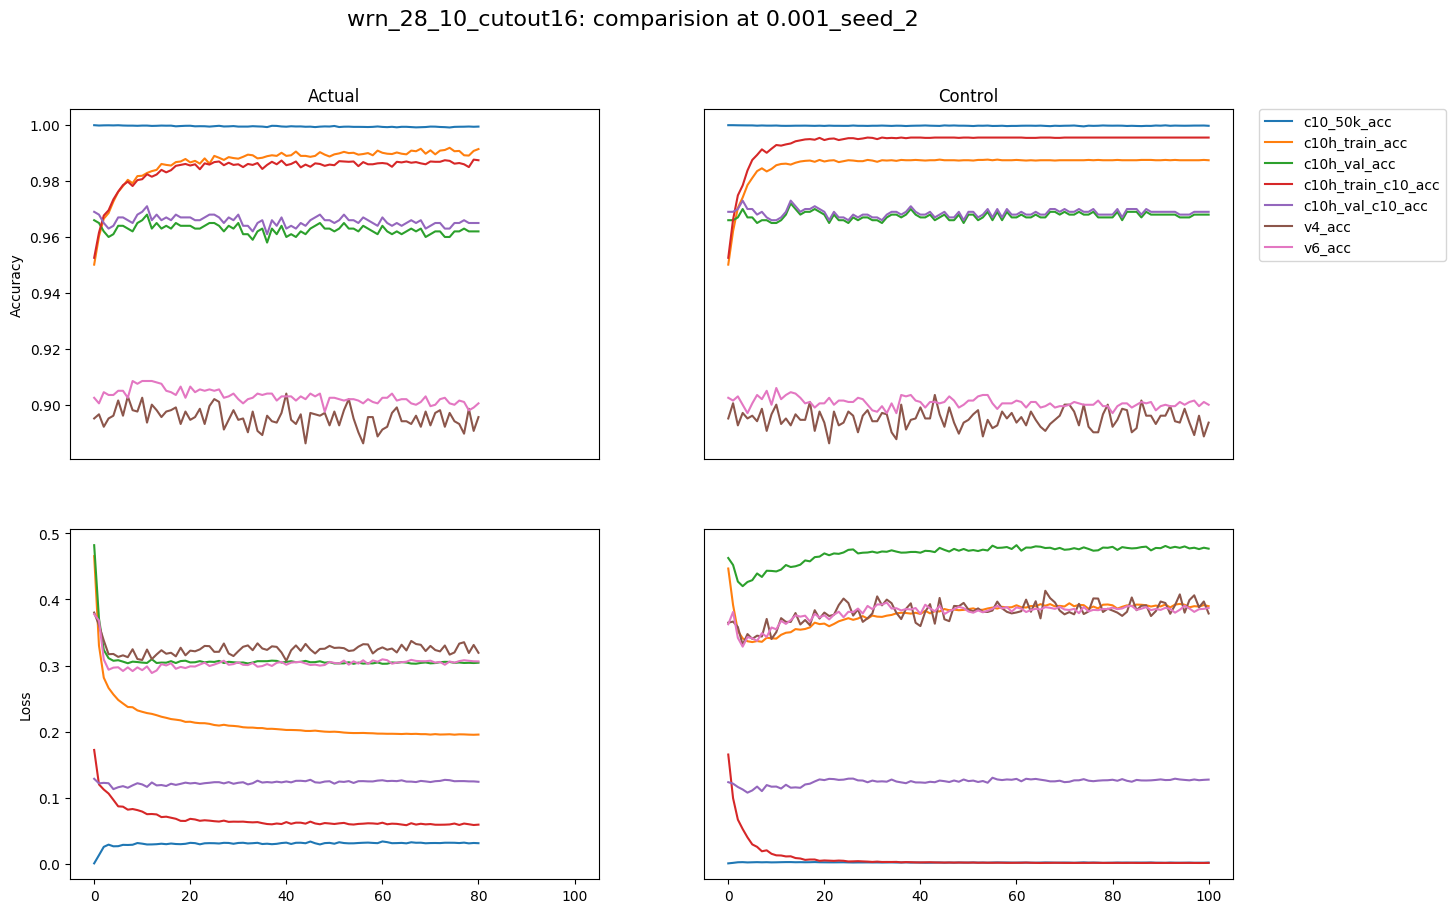 wrn_28_10_cutout16: comparision at 0.001_seed_2
Actual
Control
c10_50k_acc
c10h_train_acc
c10h_val_acc
c10h_train_c10_acc
c10h_val_c10_acc
v4_acc
v6_acc
Accuracy
1.00
0.98
0.96
0.94
0.92
0.90
Loss
0.5
0.4
0.3
0.2
0.1
0.0
0 20 40 60 80 100
0 20 40 60 80 100